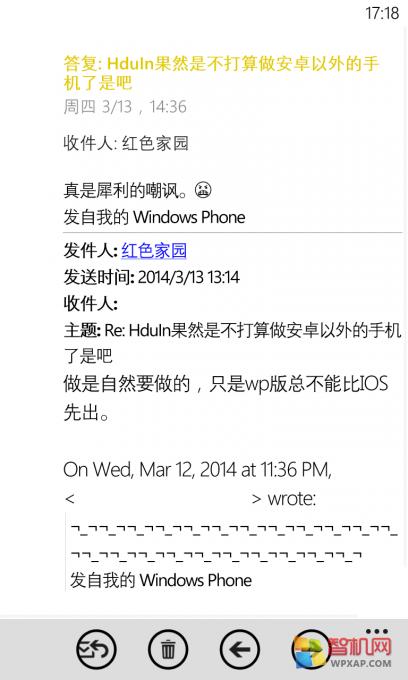 17:18
答复: HduIn果然是不打算做安卓以外的手
机了是吧
周四 3/13，14:36
收件人: 红色家园
真是犀利的嘲讽。😫
发自我的 Windows Phone
发件人: 红色家园
发送时间: 2014/3/13 13:14
收件人:
主题: Re: HduIn果然是不打算做安卓以外的手机
了是吧
做是自然要做的，只是wp版总不能比IOS
先出。
On Wed, Mar 12, 2014 at 11:36 PM,
< > wrote:
¬_¬¬_¬¬_¬¬_¬¬_¬¬_¬¬_¬¬_¬¬_¬¬_¬¬_
¬¬_¬¬_¬¬_¬¬_¬¬_¬¬_¬¬_¬¬_¬¬_¬
发自我的 Windows Phone
智机网
WPXAP.COM